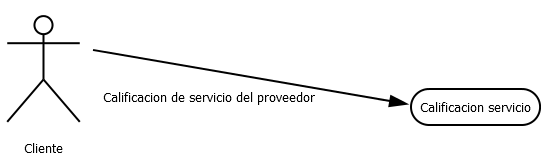 Calificacion de servicio del proveedor
Calificacion servicio
Cliente